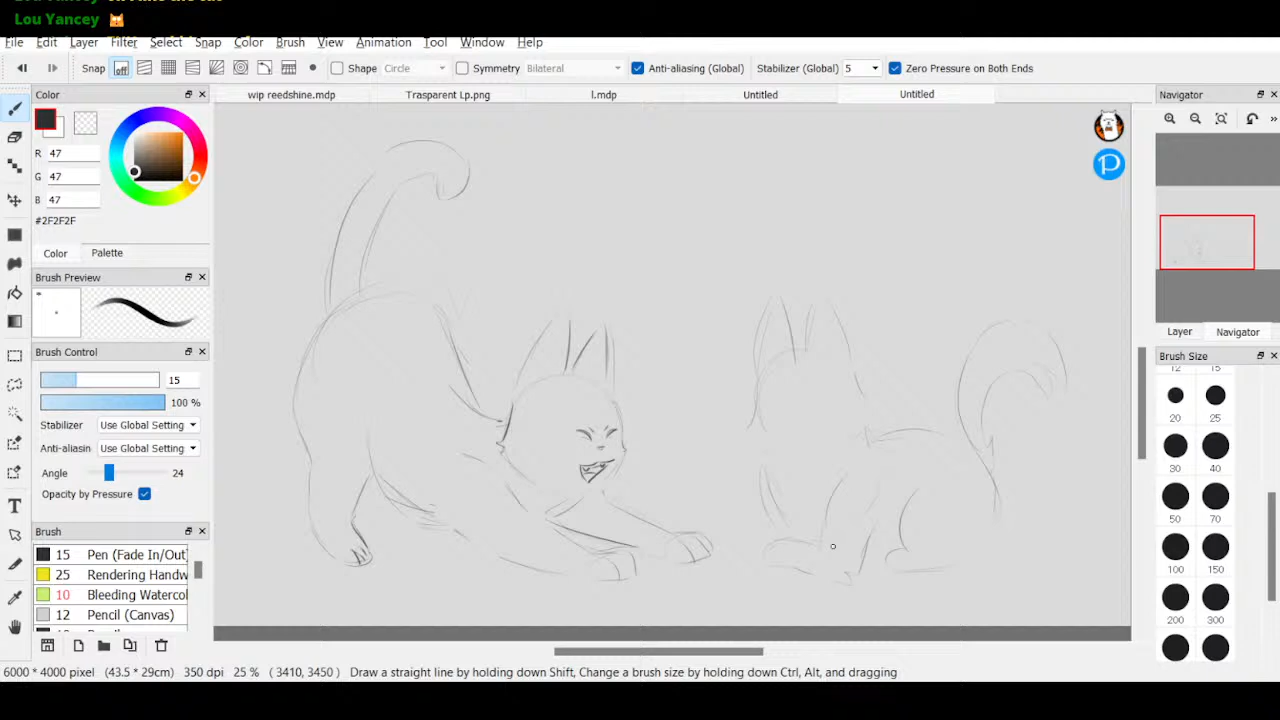 Lou Yancey
File Edit Layer Filter Select Snap Color Brush View Animation Tool Window Help
Snap off Shape Circle Symmetry Bilateral Anti-aliasing (Global) Stabilizer (Global) 5 Zero Pressure on Both Ends
Color wip reedshine.mdp Trasparent Lp.png l.mdp Untitled Untitled Navigator
R 47
G 47
B 47
#2F2F2F
Color Palette
Brush Preview
Layer Navigator
Brush Control
Brush Size
12 15
15
100 %
20 25
Stabilizer Use Global Setting
Anti-aliasin Use Global Setting
30 40
Angle 24
Opacity by Pressure
50 70
Brush
15 Pen (Fade In/Out)
100 150
25 Rendering Handw
10 Bleeding Watercol
12 Pencil (Canvas)
200 300
T
P
6000 * 4000 pixel (43.5 * 29cm) 350 dpi 25 % ( 3410, 3450 ) Draw a straight line by holding down Shift, Change a brush size by holding down Ctrl, Alt, and dragging